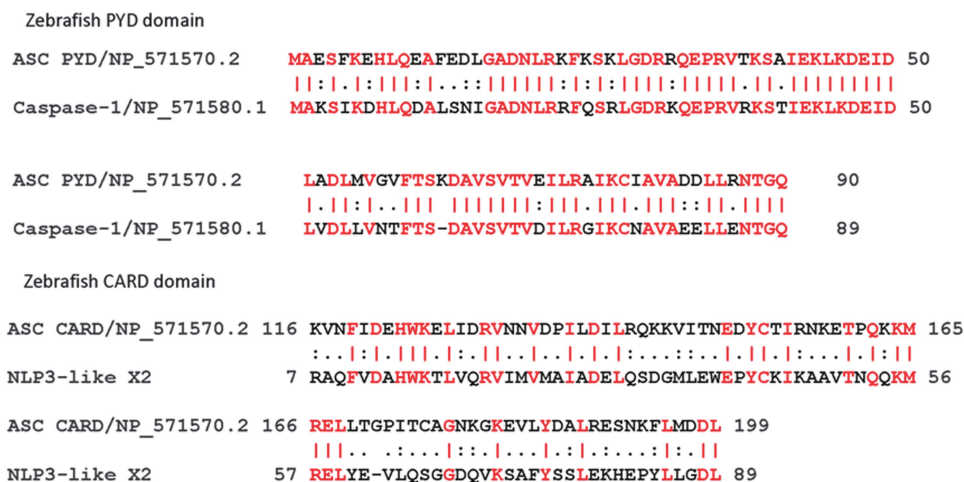 Zebrafish PYD domain
ASC PYD/NP_571570.2 MAESFKEHLQEAFEDLGADNLRKFKSKLGDRRQEPRVTKSAIEKLKDEID 50
Caspase-1/NP_571580.1 MAKSIKDHLQDALSNIGADNLRRFQSRLGDRKQEPRVRKSTIEKLKDEID 50
ASC PYD/NP_571570.2 LADLMVGVFTSKDAVSVTVEILRAIKCIAVADDLLRNTGQ 90
Caspase-1/NP_571580.1 LVDLLVNTFTS-DAVSVTVDILRGIKCNAVAEELLENTGQ 89
Zebrafish CARD domain
ASC CARD/NP_571570.2 116 KVNFIDEHWKELIDRVNNVDPILDILRQKKVITNEDYCTIRNKETPQKKM 165
NLP3-like X2 7 RAQFVDAHWKTLVQRVIMVMAIADELQSDGMLEWEPYCKIKAAVTNQQKM 56
ASC CARD/NP_571570.2 166 RELLTGPITCAGNKGKEVLYDALRESNKFLMDDL 199
NLP3-like X2 57 RELYE-VLQSGGDQVKSAFYSSLEKHEPYLLGDL 89